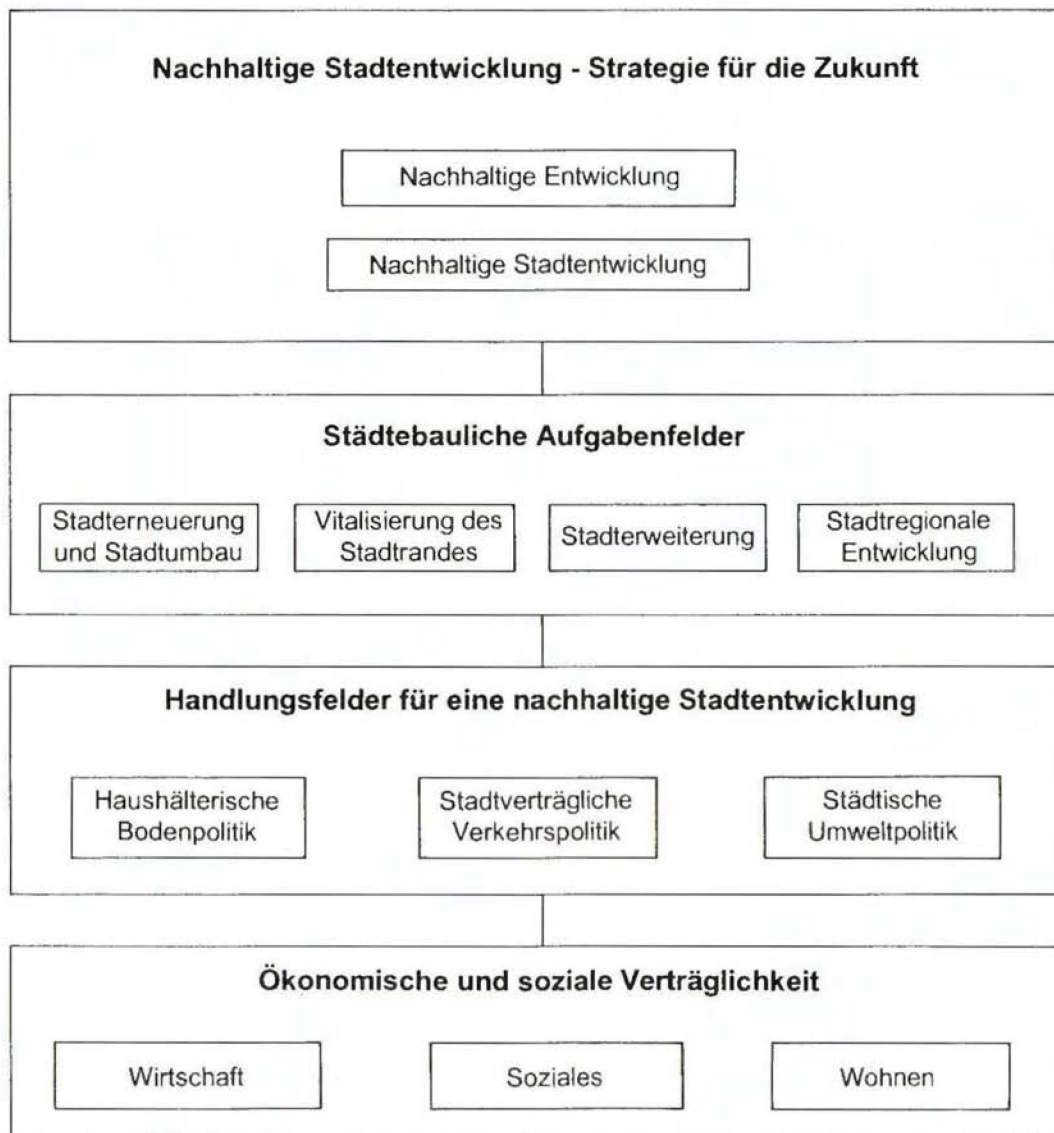 Nachhaltige Stadtentwicklung - Strategie für die Zukunft
Nachhaltige Entwicklung
Nachhaltige Stadtentwicklung
Städtebauliche Aufgabenfelder
Stadterneuerung
und Stadtumbau
Vitalisierung des
Stadtrandes
Stadterweiterung
Stadtregionale
Entwicklung
Handlungsfelder für eine nachhaltige Stadtentwicklung
Haushälterische
Bodenpolitik
Stadtverträgliche
Verkehrspolitik
Städtische
Umweltpolitik
Ökonomische und soziale Verträglichkeit
Wirtschaft
Soziales
Wohnen